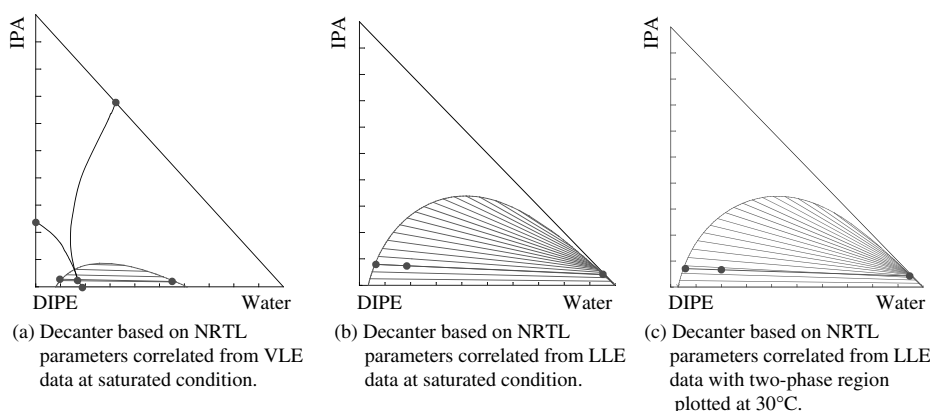 IPA
DIPE Water
(a) Decanter based on NRTL
parameters correlated from VLE
data at saturated condition.
IPA
DIPE Water
(b) Decanter based on NRTL
parameters correlated from LLE
data at saturated condition.
IPA
DIPE Water
(c) Decanter based on NRTL
parameters correlated from LLE
data with two-phase region
plotted at 30°C.